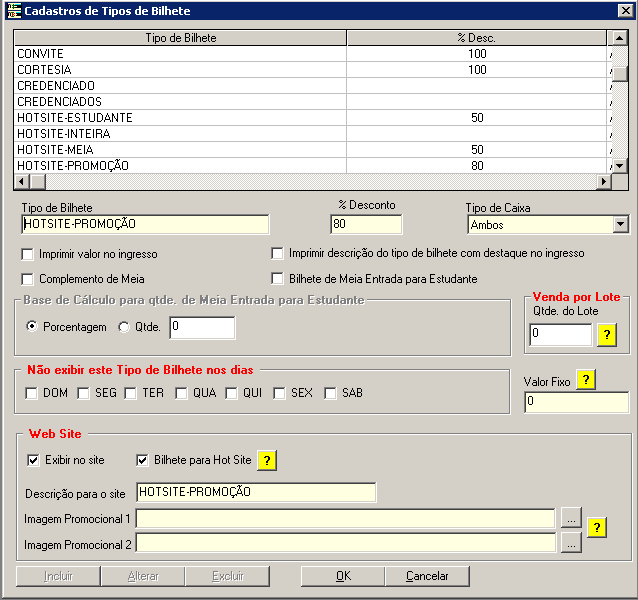 Cadastros de Tipos de Bilhete
Tipo de Bilhete % Desc.
CONVITE 100
CORTESIA 100
CREDENCIADO
CREDENCIADOS
HOTSITE-ESTUDANTE 50
HOTSITE-INTEIRA
HOTSITE-MEIA 50
HOTSITE-PROMOÇÃO 80
Tipo de Bilhete % Desconto Tipo de Caixa
HOTSITE-PROMOÇÃO 80 Ambos
Imprimir valor no ingresso Imprimir descrição do tipo de bilhete com destaque no ingresso
Complemento de Meia Bilhete de Meia Entrada para Estudante
Base de Cálculo para qtde. de Meia Entrada para Estudante
Porcentagem Qtde. 0
Venda por Lote
Qtde. do Lote
0 ?
Não exibir este Tipo de Bilhete nos dias
DOM SEG TER QUA QUI SEX SAB
Valor Fixo ?
0
Web Site
Exibir no site Bilhete para Hot Site ?
Descrição para o site HOTSITE-PROMOÇÃO
Imagem Promocional 1 ...
?
Imagem Promocional 2 ...
Incluir Alterar Excluir OK Cancelar